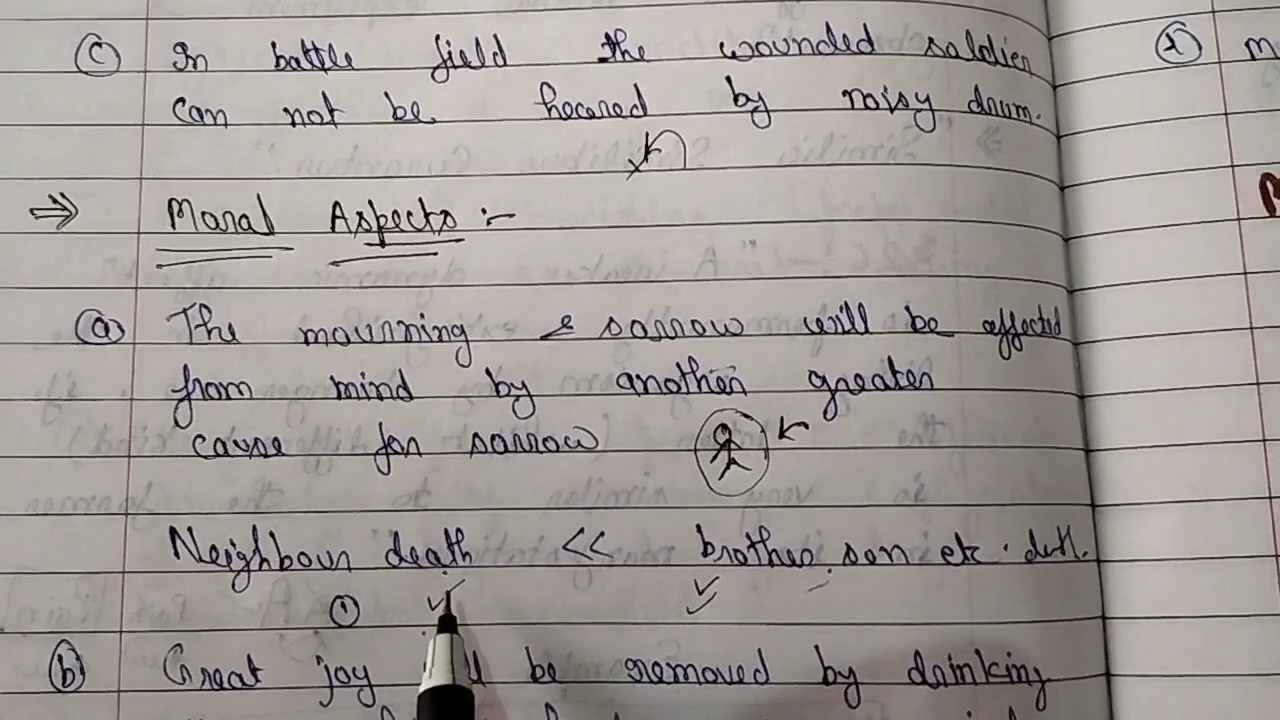 (c) In battle field the wounded soldier
can not be heared by noisy drum.
⇒ Moral Aspects :-
(a) The mourning & sorrow will be effected
from mind by another greater
cause for sorrow
Neighbour death << brother, son etc. deth.
①
(b) Great joy be removed by drinking